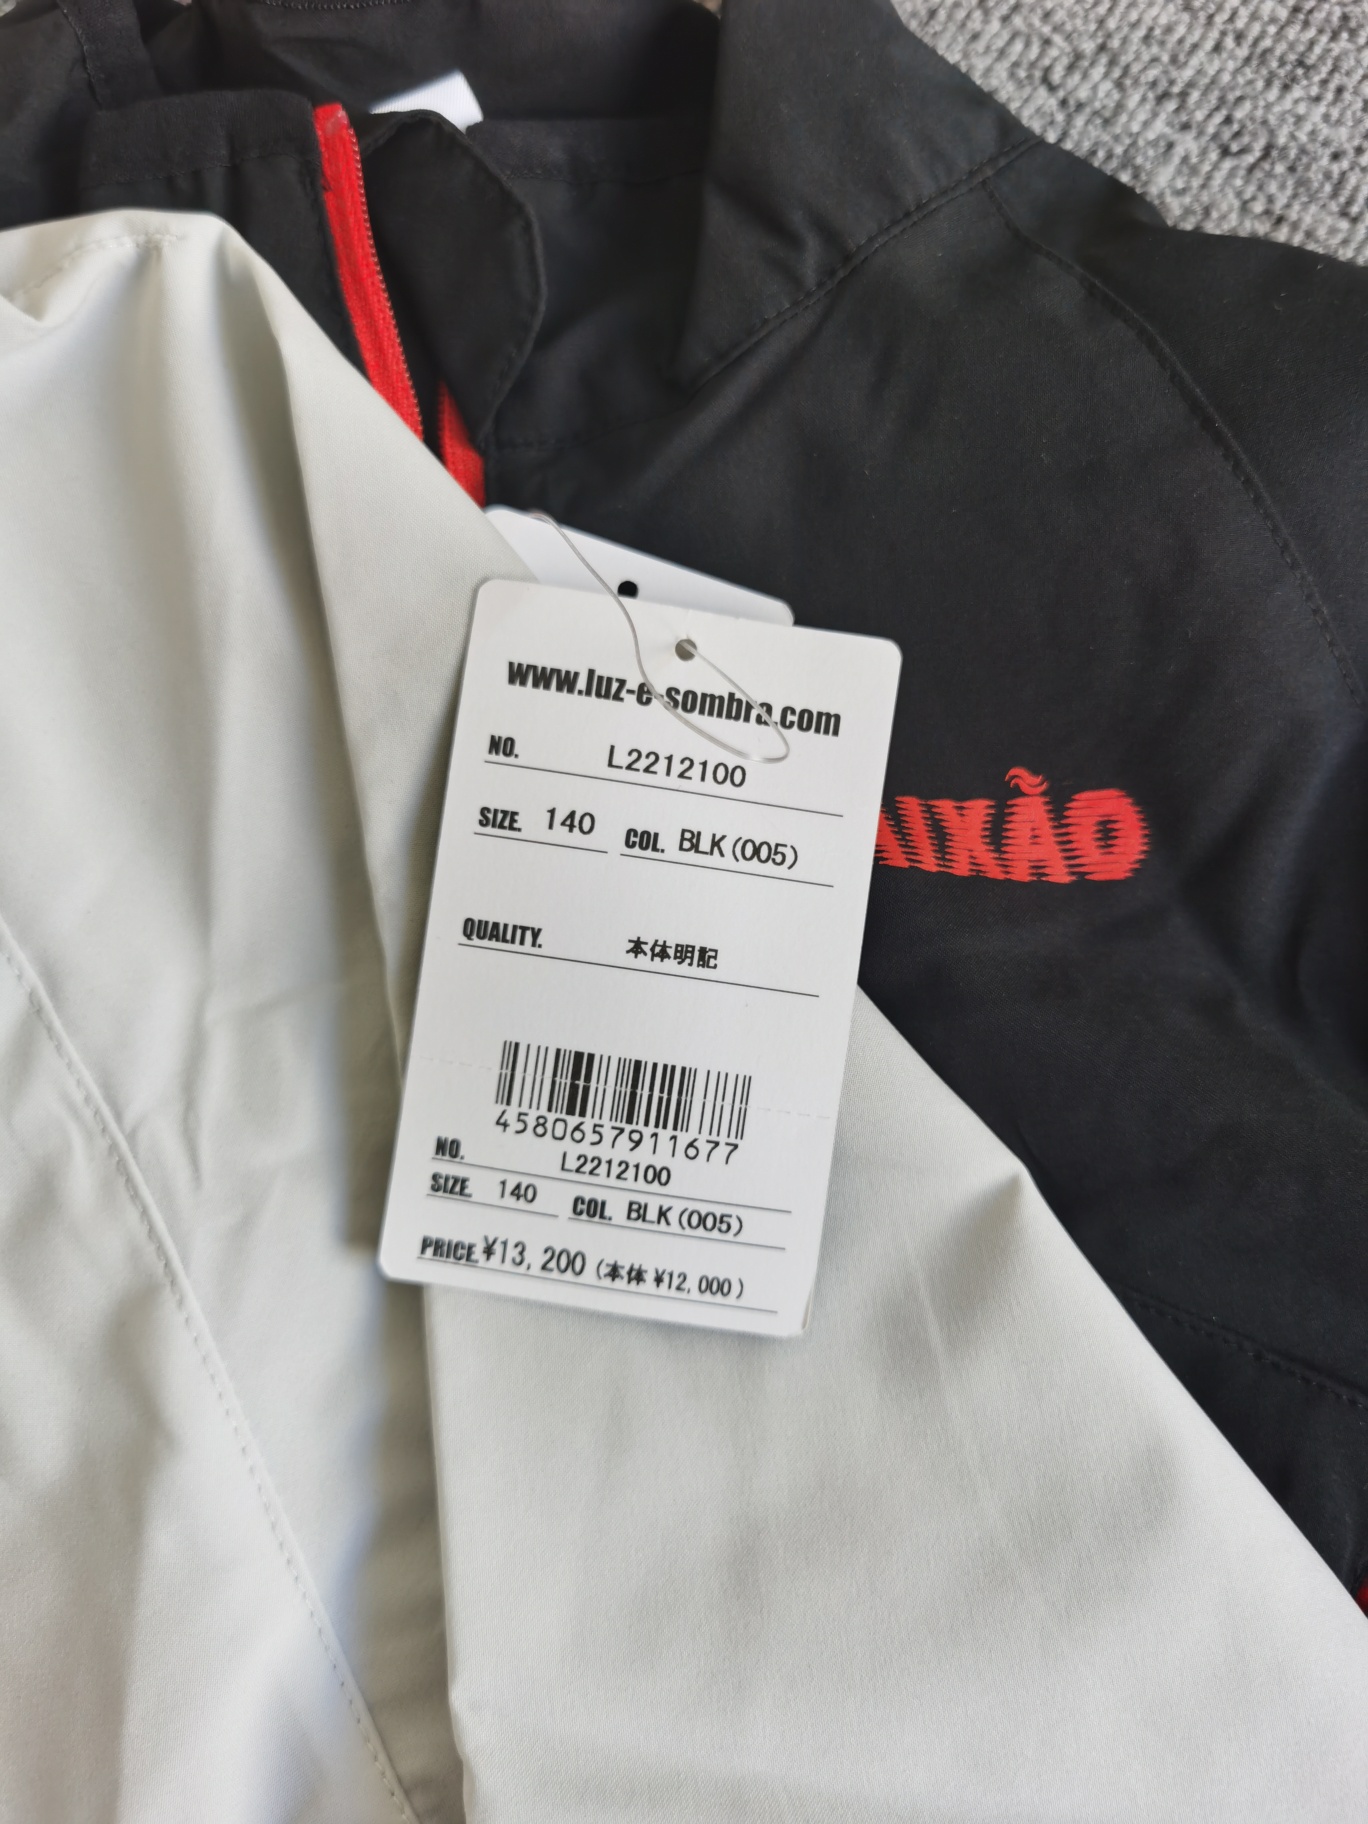 www.luz-e-sombra.com
NO. L2212100
SIZE. 140 COL. BLK(005)
QUALITY. 本体明記
4580657911677
NO. L2212100
SIZE. 140 COL. BLK(005)
PRICE. ¥13,200 (本体 ¥12,000)
AIXÃO